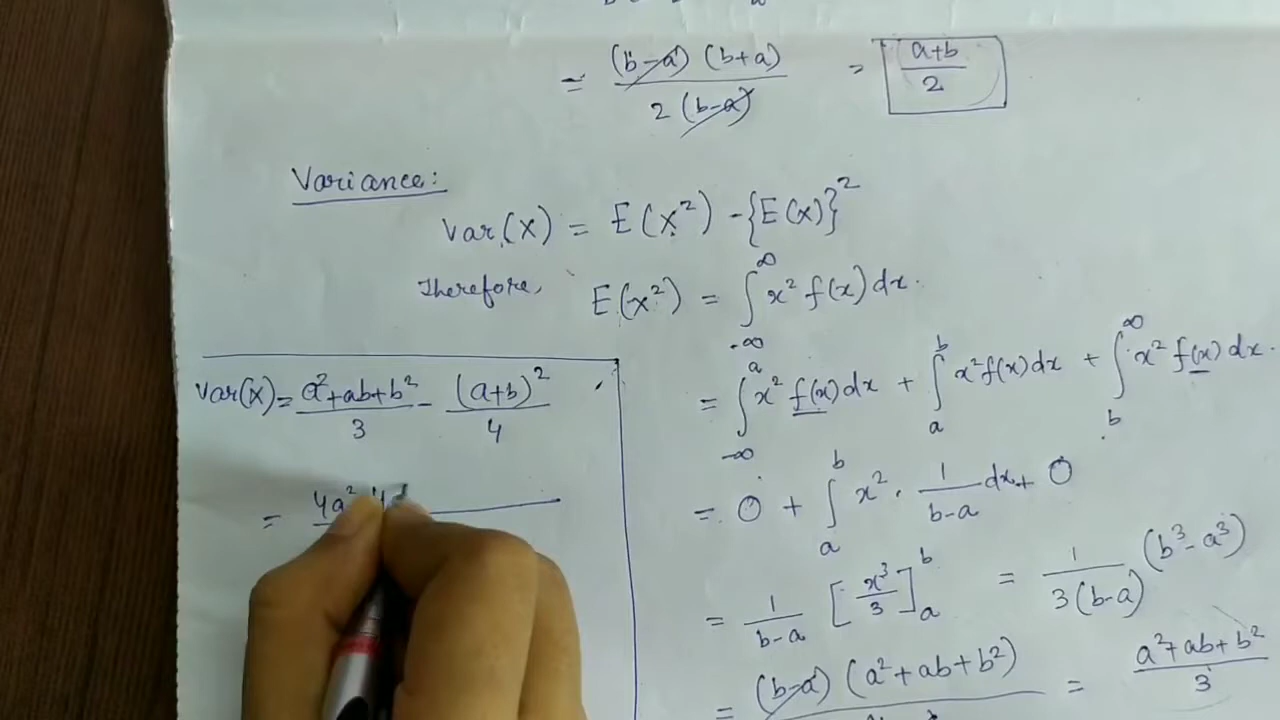 = (b-a) (b+a) / 2 (b-a) = a+b / 2
Variance:
Var(X) = E(x²) - {E(x)}²
Therefore, E(x²) = ∫_{-∞}^{∞} x² f(x) dx.
= ∫_{-∞}^{a} x² f(x) dx + ∫_{a}^{b} x² f(x) dx + ∫_{b}^{∞} x² f(x) dx.
= 0 + ∫_{a}^{b} x² . 1/(b-a) dx + 0
= 1/(b-a) [x³/3]_{a}^{b} = 1/3(b-a) (b³-a³)
= (b-a) (a²+ab+b²) = a²+ab+b² / 3
Var(X) = a²+ab+b² / 3 - (a+b)² / 4
= 4a²